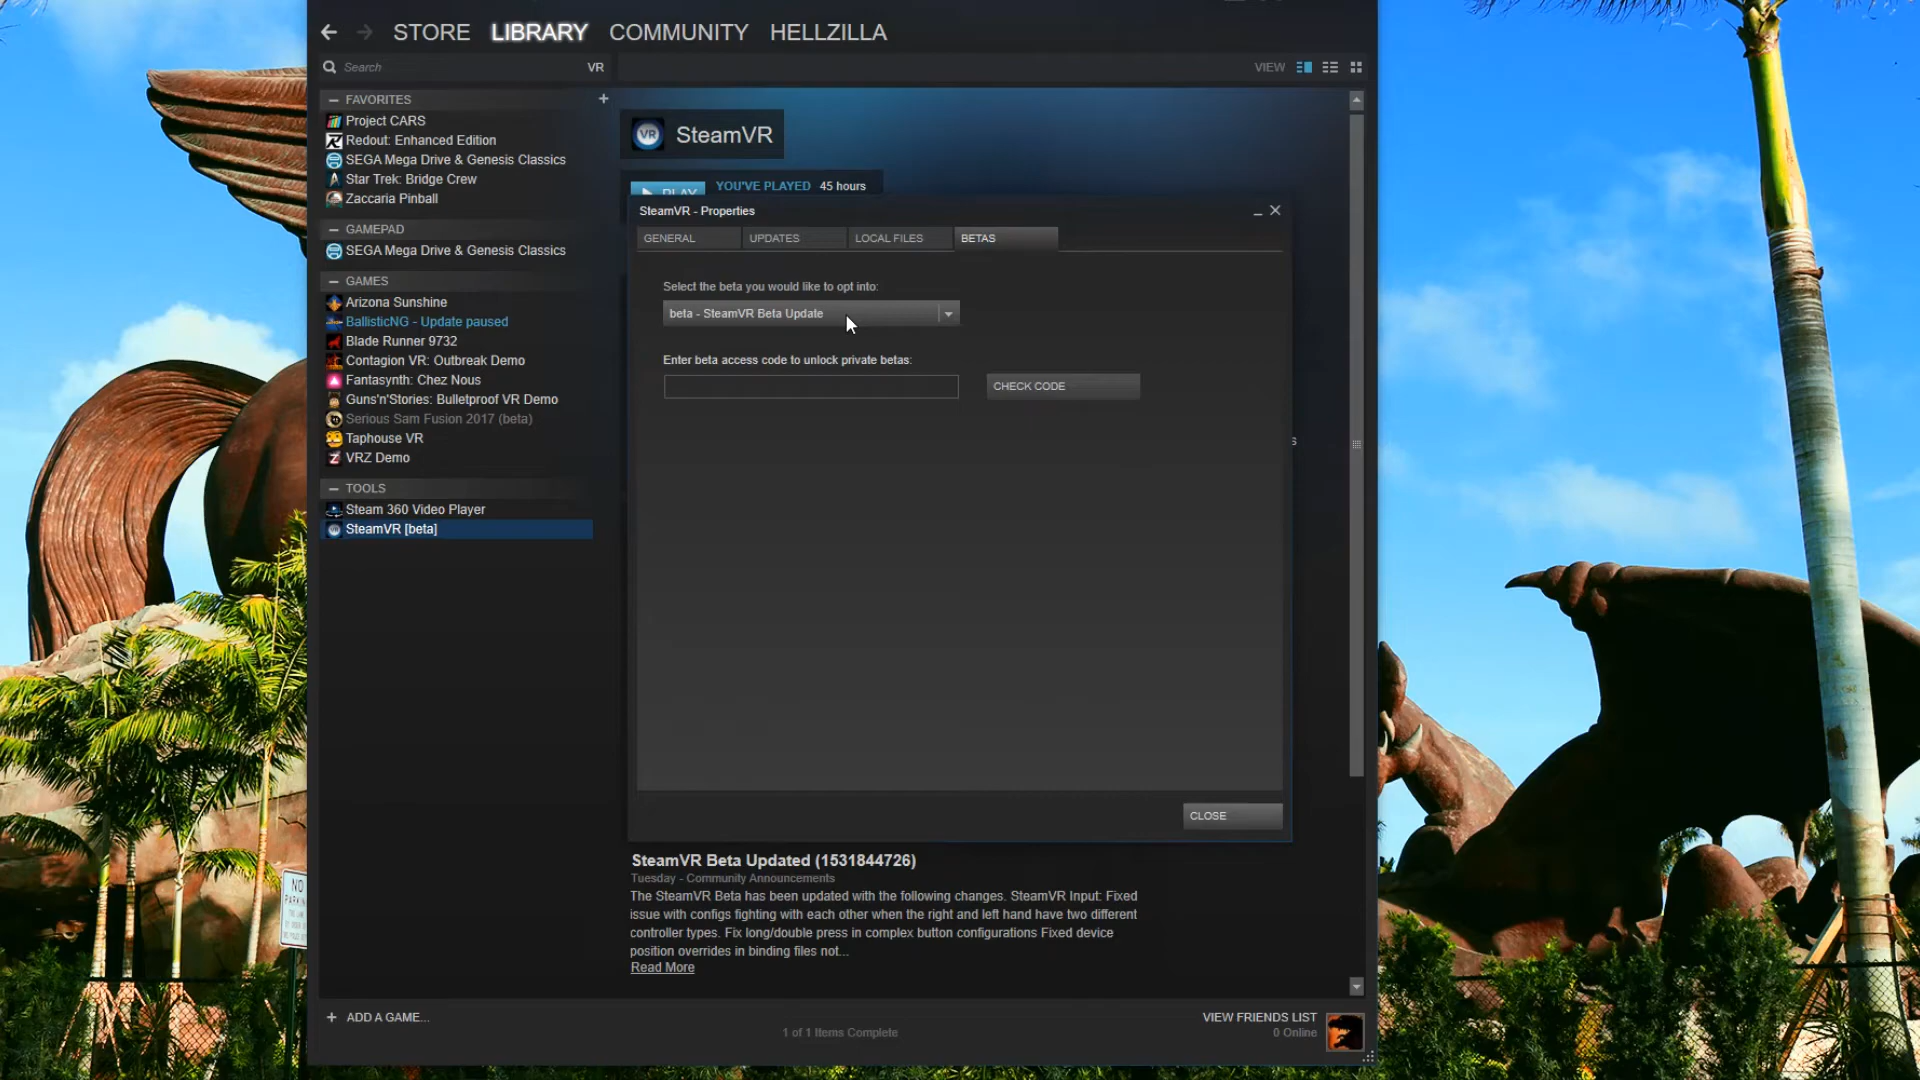 STORE LIBRARY COMMUNITY HELLZILLA
Search VR
VIEW
FAVORITES
Project CARS
Redout: Enhanced Edition
SEGA Mega Drive & Genesis Classics
Star Trek: Bridge Crew
Zaccaria Pinball
GAMEPAD
SEGA Mega Drive & Genesis Classics
GAMES
Arizona Sunshine
BallisticNG - Update paused
Blade Runner 9732
Contagion VR: Outbreak Demo
Fantasynth: Chez Nous
Guns'n'Stories: Bulletproof VR Demo
Serious Sam Fusion 2017 (beta)
Taphouse VR
VRZ Demo
TOOLS
Steam 360 Video Player
SteamVR [beta]
VR SteamVR
PLAY YOU'VE PLAYED 45 hours
SteamVR - Properties
GENERAL UPDATES LOCAL FILES BETAS
Select the beta you would like to opt into:
beta - SteamVR Beta Update
Enter beta access code to unlock private betas:
CHECK CODE
s
CLOSE
SteamVR Beta Updated (1531844726)
Tuesday - Community Announcements
The SteamVR Beta has been updated with the following changes. SteamVR Input: Fixed
issue with configs fighting with each other when the right and left hand have two different
controller types. Fix long/double press in complex button configurations Fixed device
position overrides in binding files not...
Read More
+ ADD A GAME...
1 of 1 Items Complete
VIEW FRIENDS LIST
0 Online
NO
PARKIN